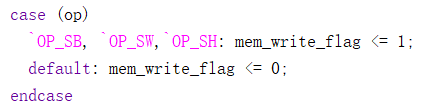 case (op)
`OP_SB, `OP_SW,`OP_SH: mem_write_flag <= 1;
default: mem_write_flag <= 0;
endcase